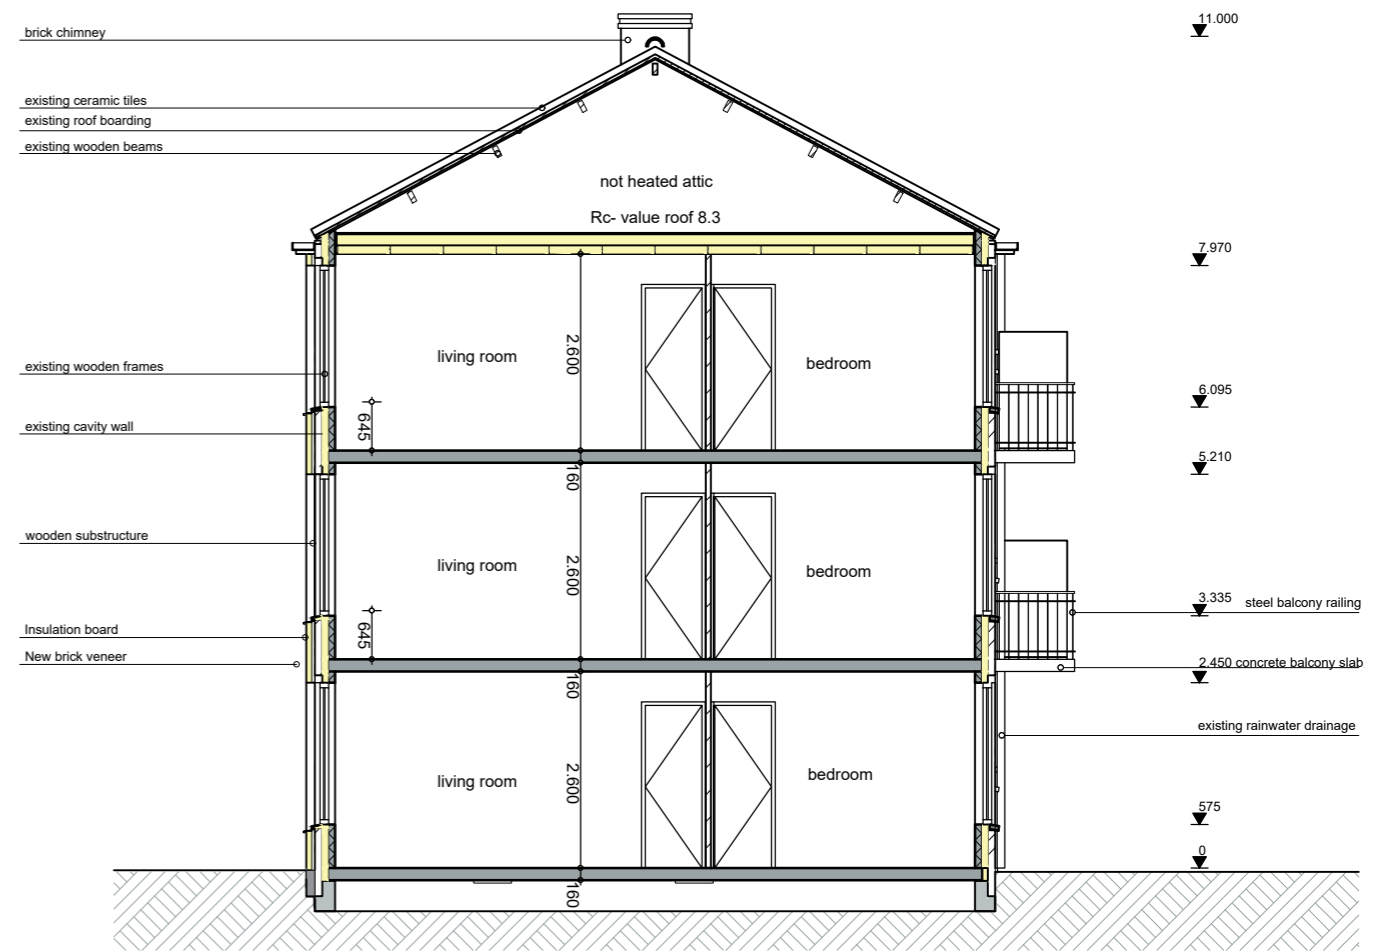 brick chimney
11.000
existing ceramic tiles
existing roof boarding
existing wooden beams
not heated attic
Rc- value roof 8.3
7.970
living room
2.600
bedroom
existing wooden frames
6.095
645
existing cavity wall
160
5.210
wooden substructure
living room
2.600
bedroom
3.335
steel balcony railing
645
Insulation board
New brick veneer
2.450 concrete balcony slab
160
existing rainwater drainage
living room
2.600
bedroom
575
0
160